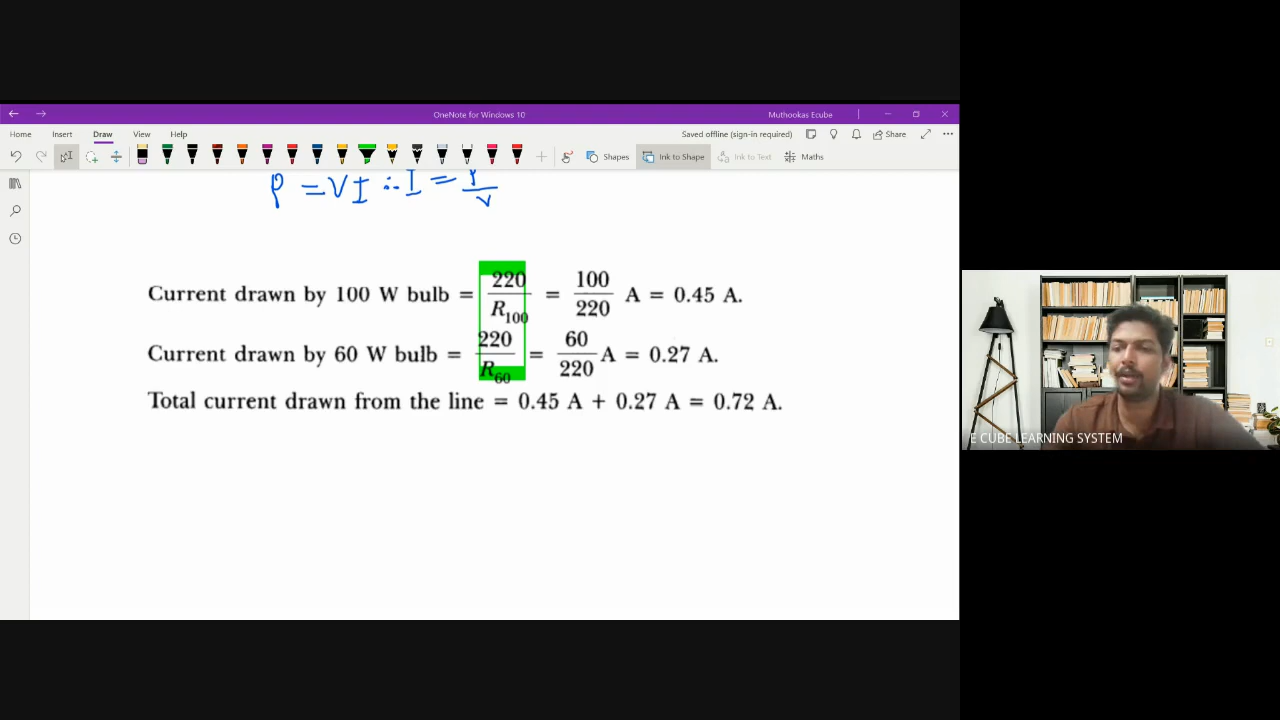 OneNote for Windows 10
Muthookas Ecube
Home Insert Draw View Help
Saved offline (sign-in required)
Share
Shapes
Ink to Shape
Ink to Text
Maths
P = VI ∴ I = P/V
Current drawn by 100 W bulb = 220/R100 = 100/220 A = 0.45 A.
Current drawn by 60 W bulb = 220/R60 = 60/220 A = 0.27 A.
Total current drawn from the line = 0.45 A + 0.27 A = 0.72 A.
E CUBE LEARNING SYSTEM